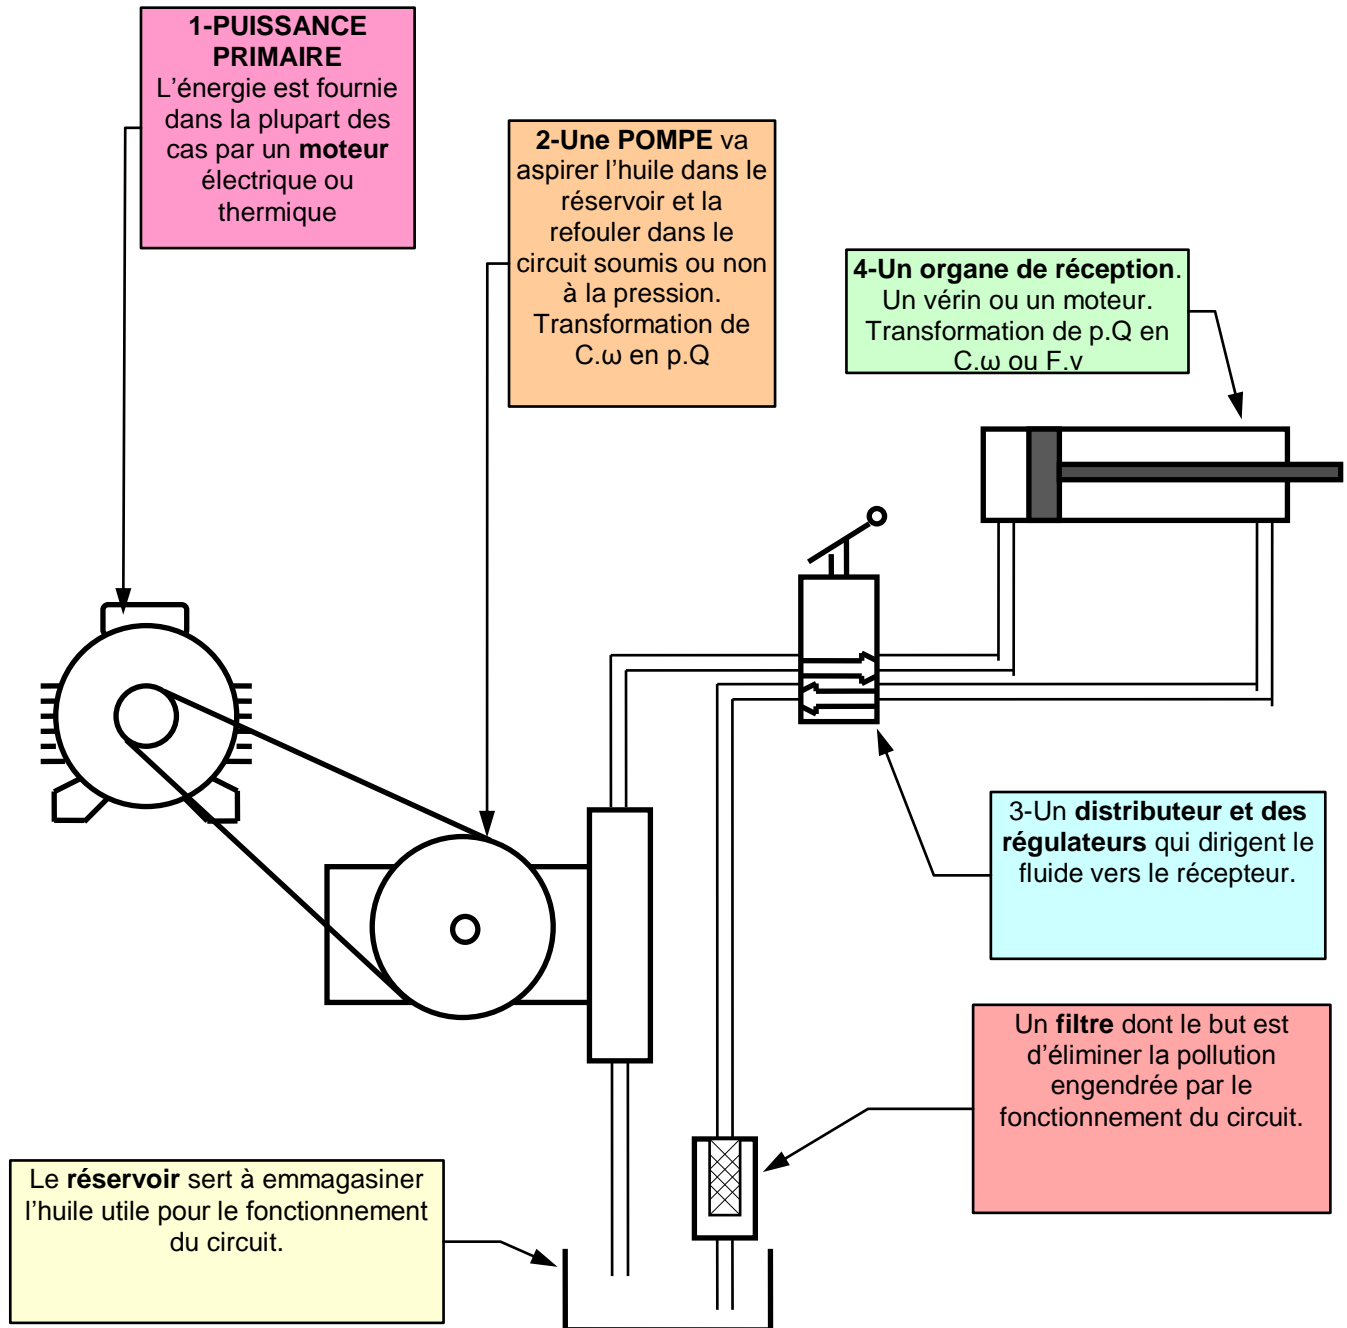 1-PUISSANCE
PRIMAIRE
L’énergie est fournie
dans la plupart des
cas par un moteur
électrique ou
thermique
2-Une POMPE va
aspirer l’huile dans le
réservoir et la
refouler dans le
circuit soumis ou non
à la pression.
Transformation de
C.ω en p.Q
4-Un organe de réception.
Un vérin ou un moteur.
Transformation de p.Q en
C.ω ou F.v
3-Un distributeur et des
régulateurs qui dirigent le
fluide vers le récepteur.
Un filtre dont le but est
d’éliminer la pollution
engendrée par le
fonctionnement du circuit.
Le réservoir sert à emmagasiner
l’huile utile pour le fonctionnement
du circuit.